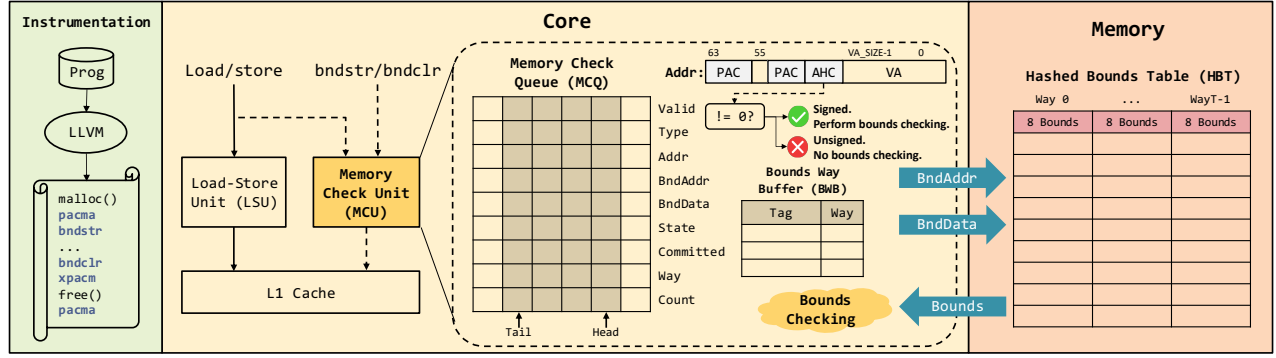 Instrumentation
Prog
LLVM
malloc()
pacma
bndstr
...
bndclr
xpacm
free()
pacma
Core
Load/store
bndstr/bndclr
Load-Store
Unit (LSU)
Memory
Check Unit
(MCU)
L1 Cache
Memory Check
Queue (MCQ)
Valid
Type
Addr
BndAddr
BndData
State
Committed
Way
Count
Tail
Head
63
55
VA_SIZE-1
0
Addr:
PAC
PAC
AHC
VA
!= 0?
Signed.
Perform bounds checking.
Unsigned.
No bounds checking.
Bounds Way
Buffer (BWB)
Tag
Way
Bounds
Checking
BndAddr
BndData
Bounds
Memory
Hashed Bounds Table (HBT)
Way 0
...
WayT-1
8 Bounds
8 Bounds
8 Bounds